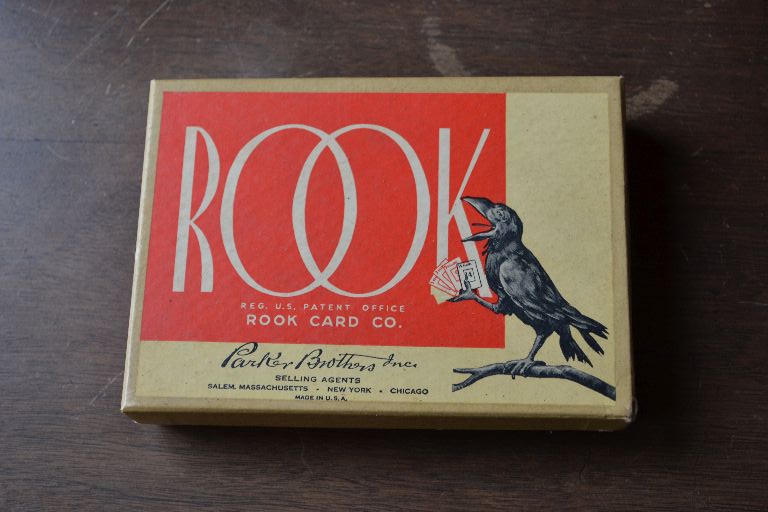 ROOK
REG. U.S. PATENT OFFICE
ROOK CARD CO.
Parker Brothers Inc.
SELLING AGENTS
SALEM, MASSACHUSETTS • NEW YORK • CHICAGO
MADE IN U.S.A.